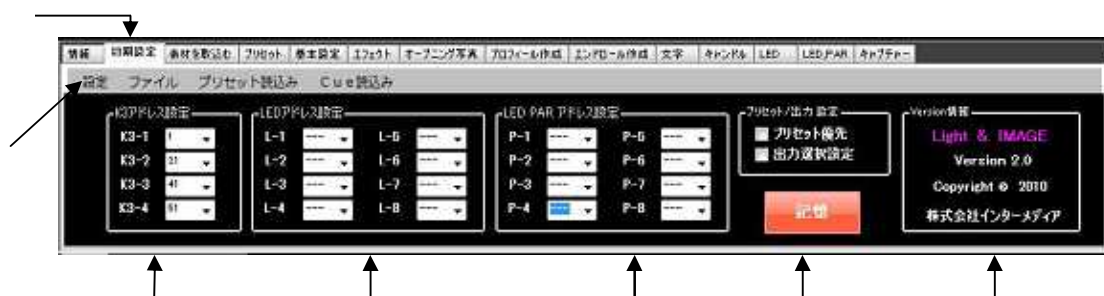 情報 初期設定 素材を取込む プリセット 基本設定 エフェクト オープニング写真 プロフィール作成 エンドロール作成 文字 キャンドル LED LED PAR キャプチャー
設定 ファイル プリセット読込み Cue読込み
K3アドレス設定 LEDアドレス設定 LED PAR アドレス設定 プリセット/出力 設定 Version情報
K3-1 1 L-1 --- L-5 --- P-1 --- P-5 --- プリセット優先 Light & IMAGE
K3-2 21 L-2 --- L-6 --- P-2 --- P-6 --- 出力選択設定 Version 2.0
K3-3 41 L-3 --- L-7 --- P-3 --- P-7 --- Copyright © 2010
K3-4 61 L-4 --- L-8 --- P-4 --- P-8 --- 記憶 株式会社インターメディア